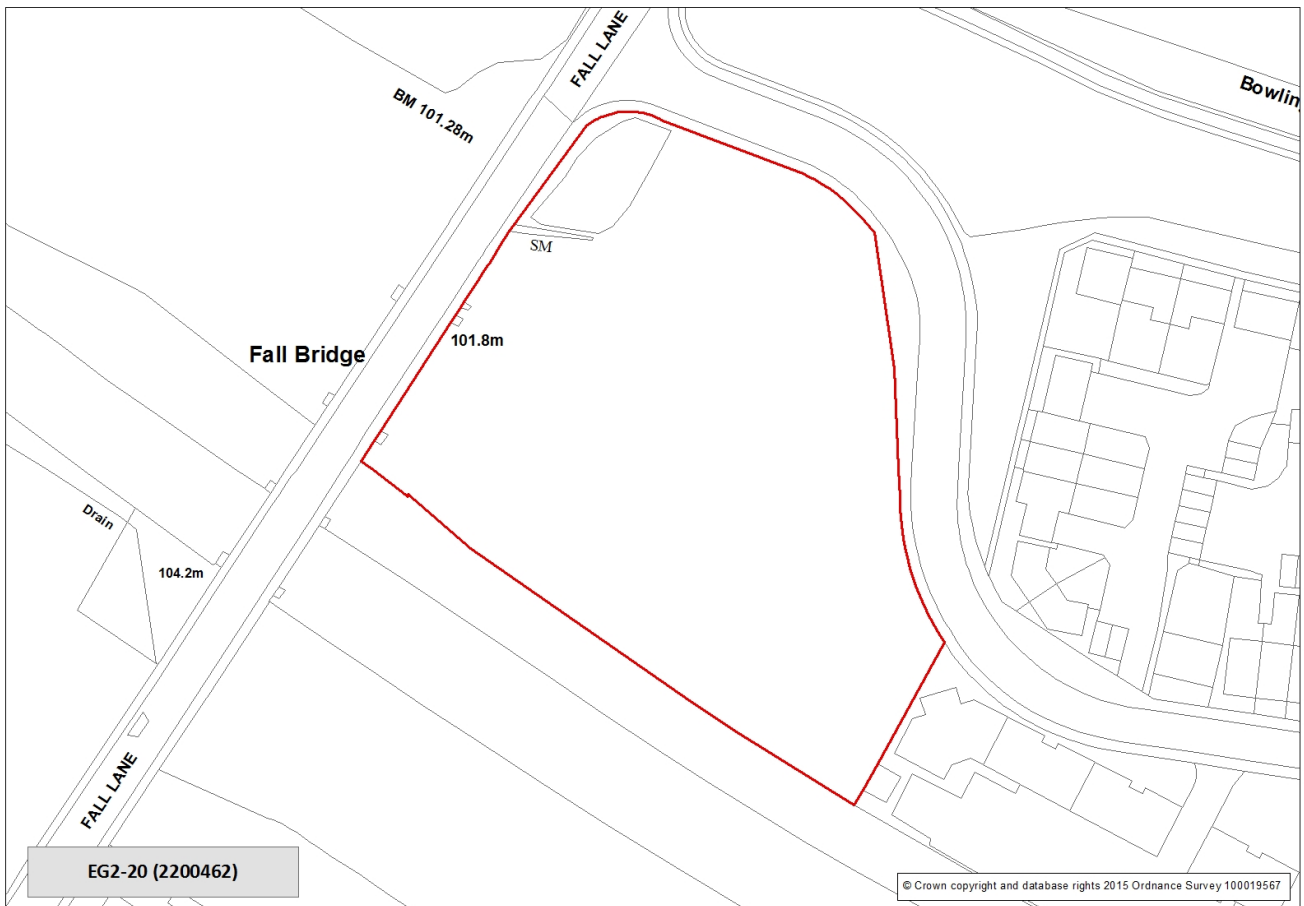 FALL LANE
BM 101.28m
SM
101.8m
Fall Bridge
Drain
104.2m
FALL LANE
EG2-20 (2200462)
© Crown copyright and database rights 2015 Ordnance Survey 100019567